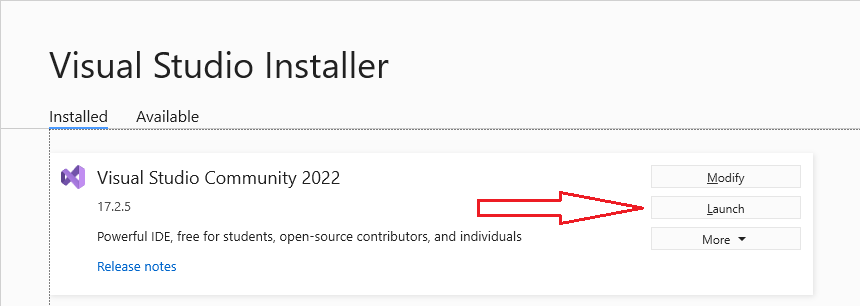 Visual Studio Installer
Installed Available
Visual Studio Community 2022
Modify
17.2.5
Launch
Powerful IDE, free for students, open-source contributors, and individuals
More
Release notes